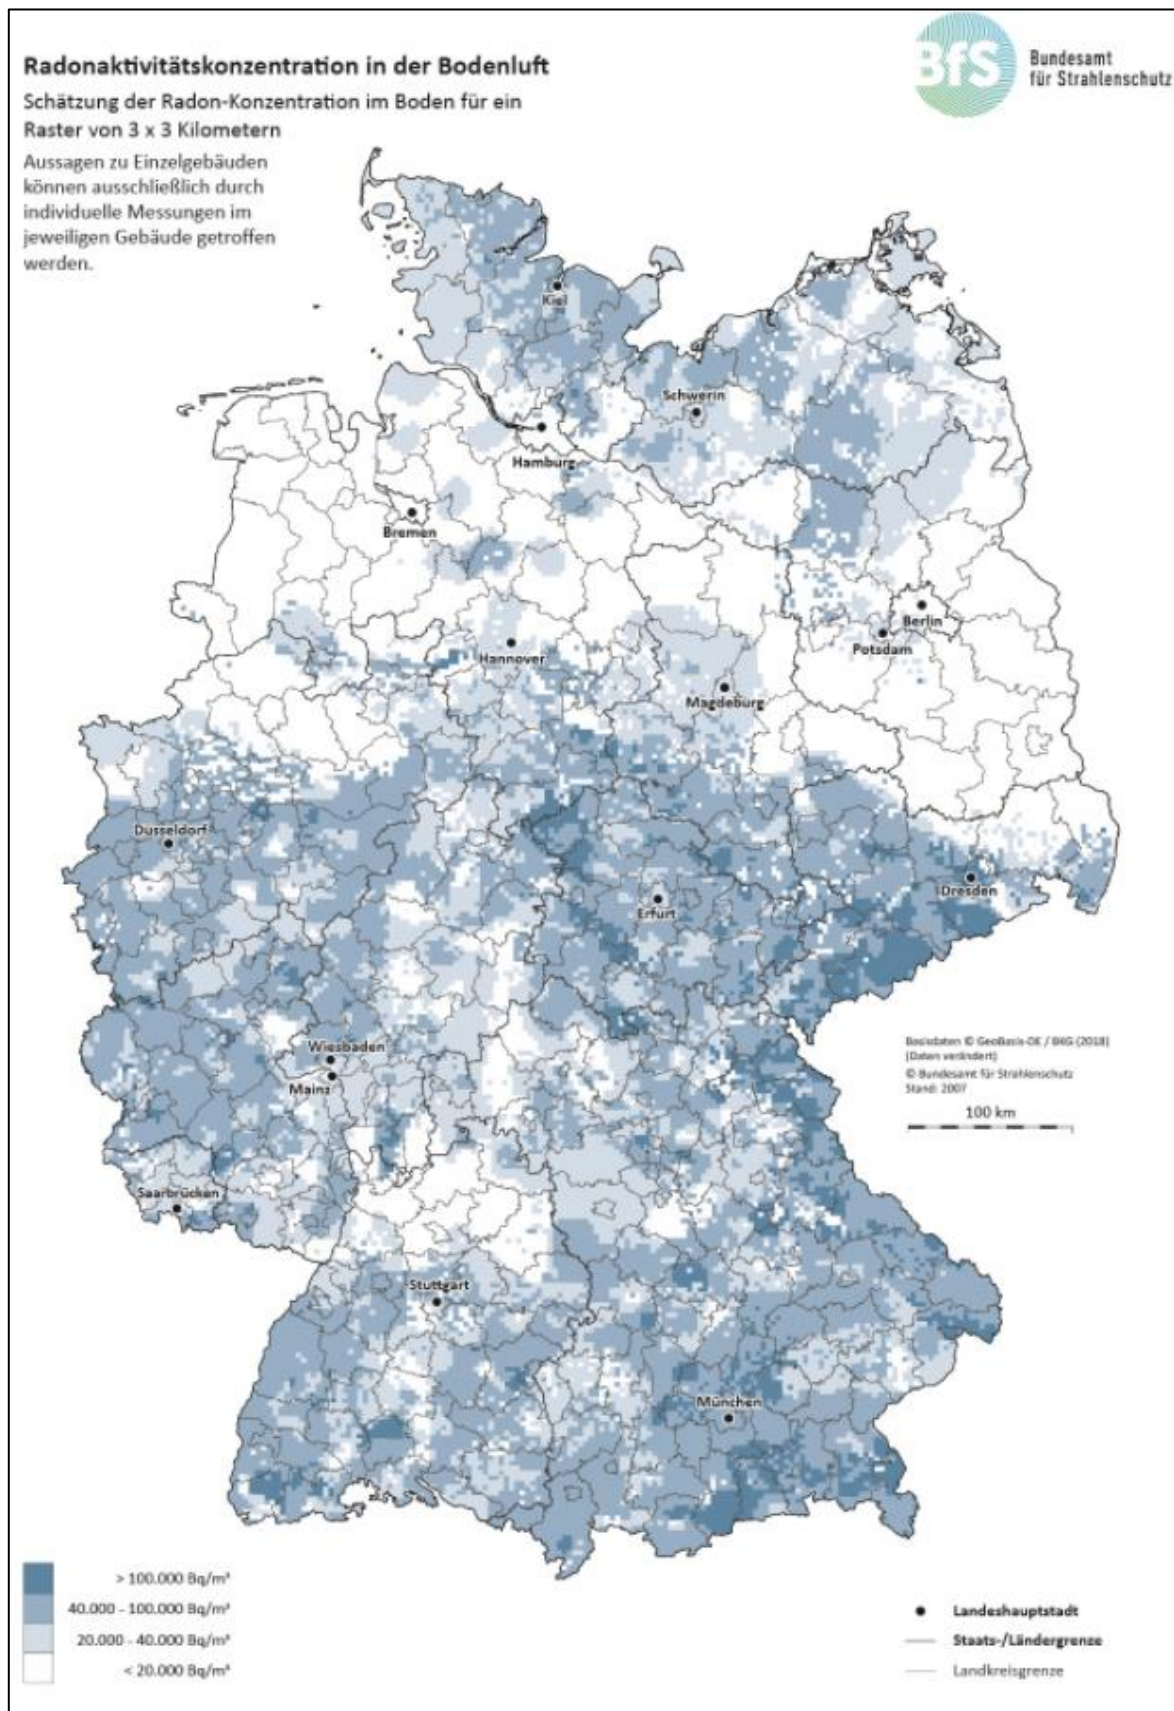 Radonaktivitätskonzentration in der Bodenluft
Schätzung der Radon-Konzentration im Boden für ein
Raster von 3 x 3 Kilometern
Aussagen zu Einzelgebäuden
können ausschließlich durch
individuelle Messungen im
jeweiligen Gebäude getroffen
werden.
BfS
Bundesamt
für Strahlenschutz
Kiel
Schwerin
Hamburg
Bremen
Berlin
Potsdam
Hannover
Magdeburg
Düsseldorf
Dresden
Erfurt
Wiesbaden
Mainz
Saarbrücken
Stuttgart
München
Basisdaten © GeoBasis-DE / BKG (2018)
(Daten verändert)
© Bundesamt für Strahlenschutz
Stand: 2007
100 km
> 100.000 Bq/m³
40.000 - 100.000 Bq/m³
20.000 - 40.000 Bq/m³
< 20.000 Bq/m³
Landeshauptstadt
Staats-/Ländergrenze
Landkreisgrenze